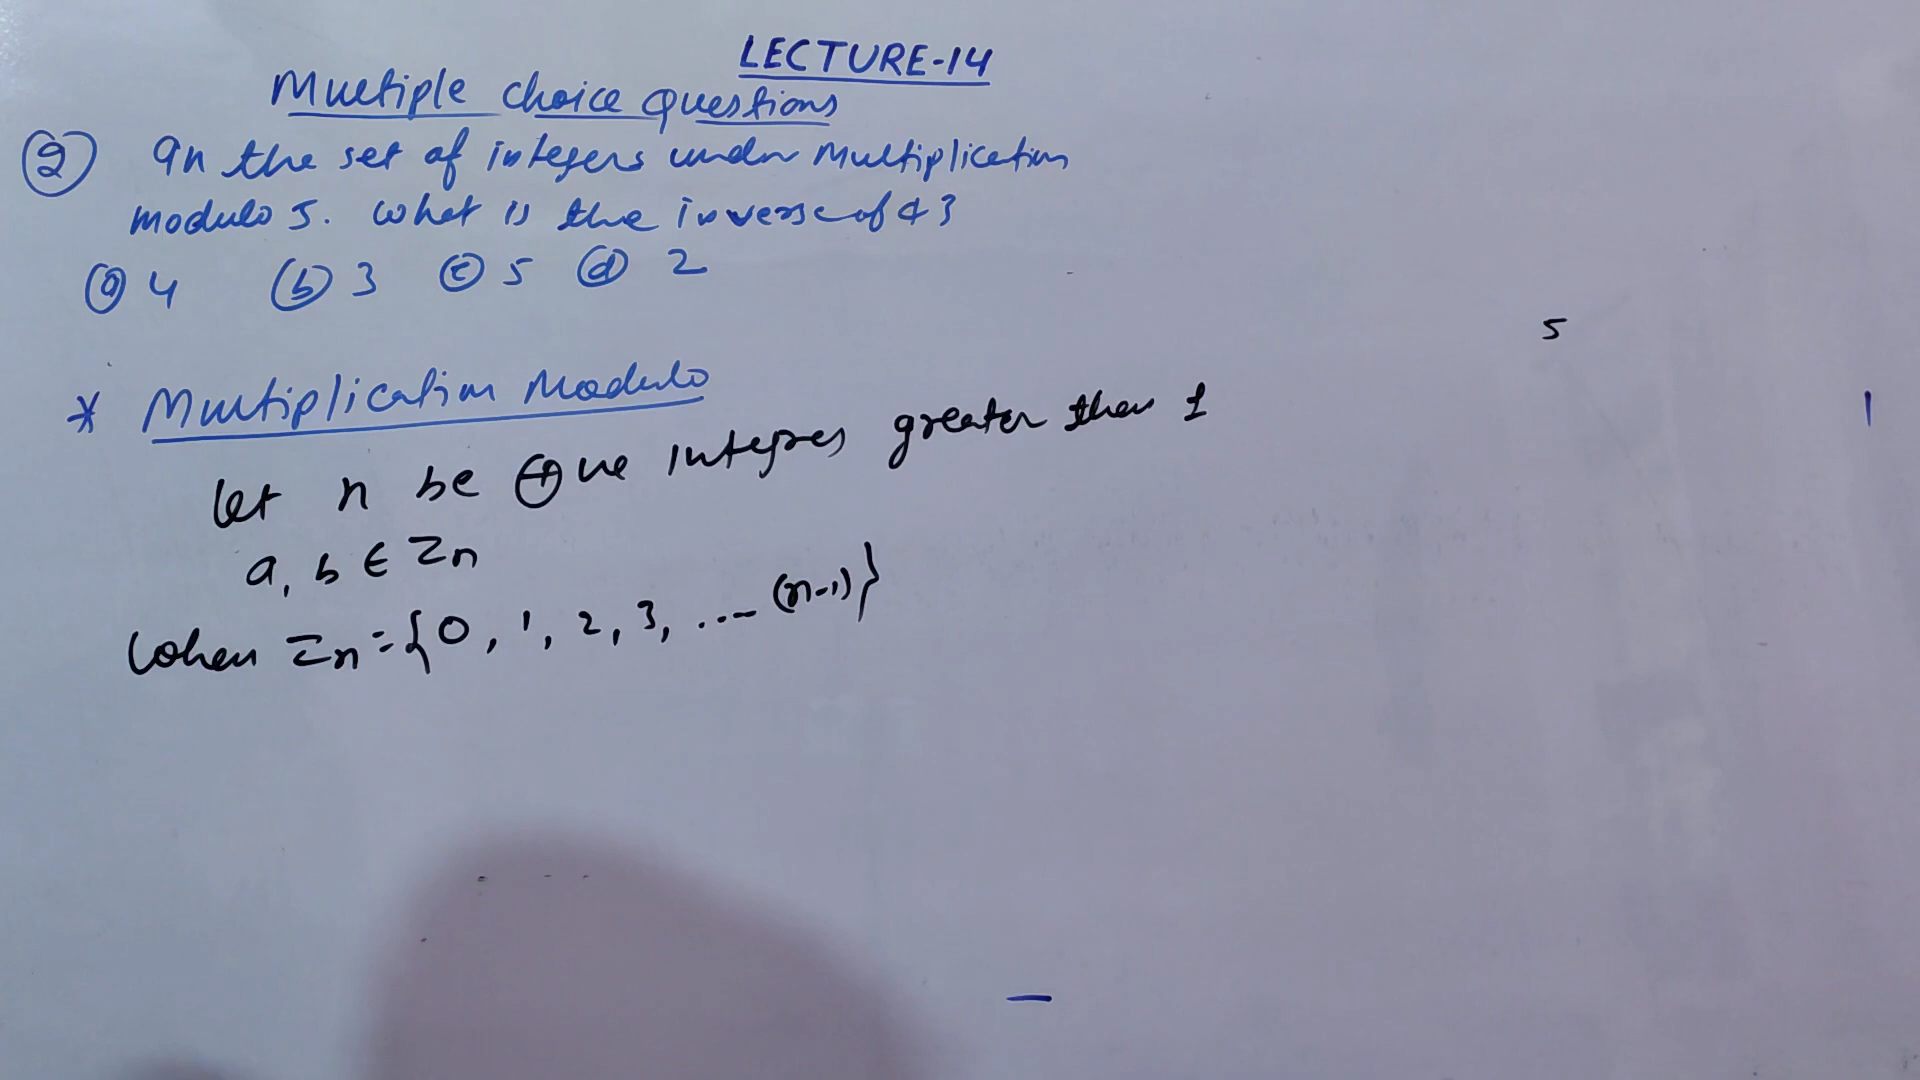 LECTURE-14
Multiple choice Questions
② In the set of integers under Multiplication
modulo 5. What is the inverse of 4?
ⓐ 4 ⓑ 3 ⓒ 5 ⓓ 2
5
* Multiplication Modulo
let n be ⊕ve integres greater than 1
a, b ∈ Zn
when Zn = {0, 1, 2, 3, .... (n-1)}